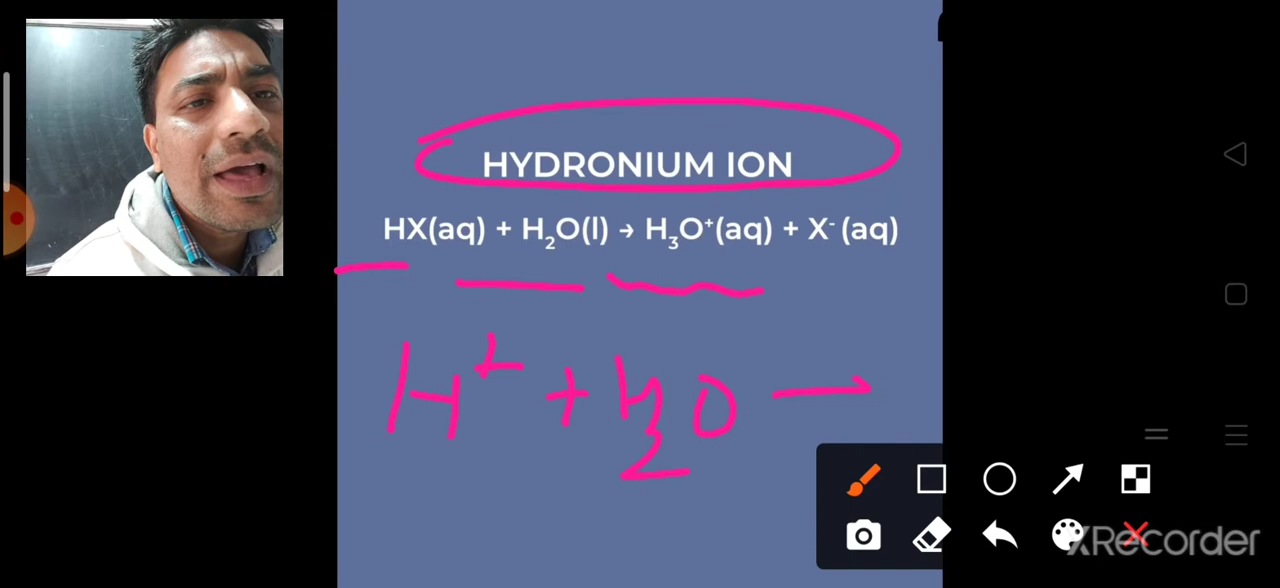 HYDRONIUM ION
HX(aq) + H₂O(l) → H₃O⁺(aq) + X⁻ (aq)
H⁺ + H₂O →
XRecorder